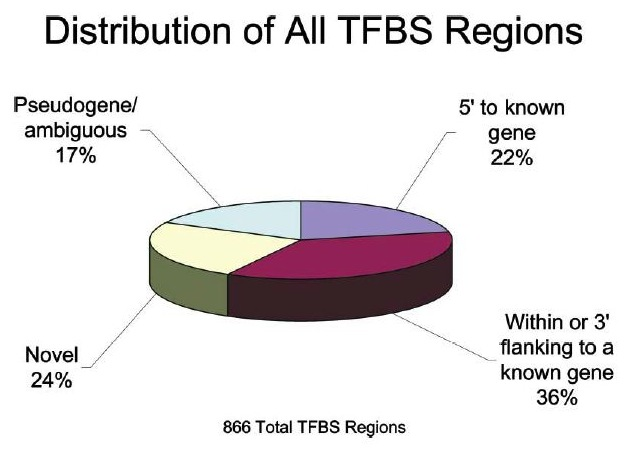 Distribution of All TFBS Regions
Pseudogene/
ambiguous
17%
5' to known
gene
22%
Novel
24%
Within or 3'
flanking to a
known gene
36%
866 Total TFBS Regions